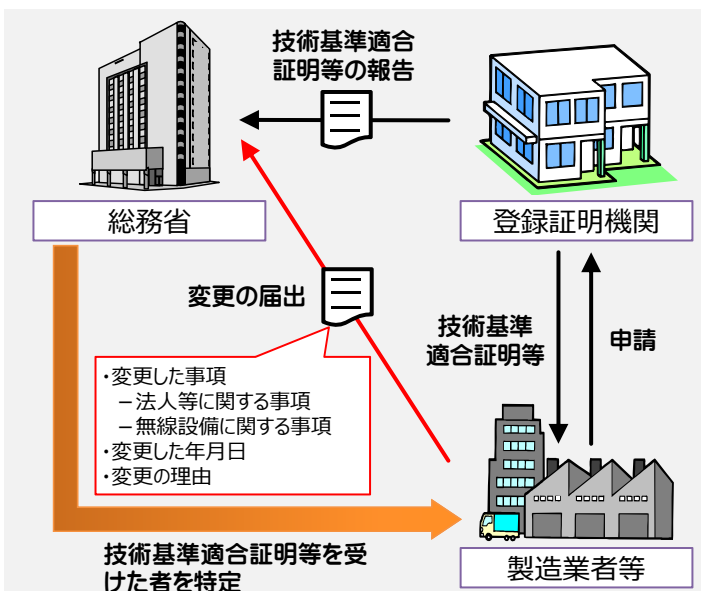 技術基準適合
証明等の報告
総務省
登録証明機関
変更の届出
技術基準
適合証明等
申請
・変更した事項
－法人等に関する事項
－無線設備に関する事項
・変更した年月日
・変更の理由
技術基準適合証明等を受
けた者を特定
製造業者等